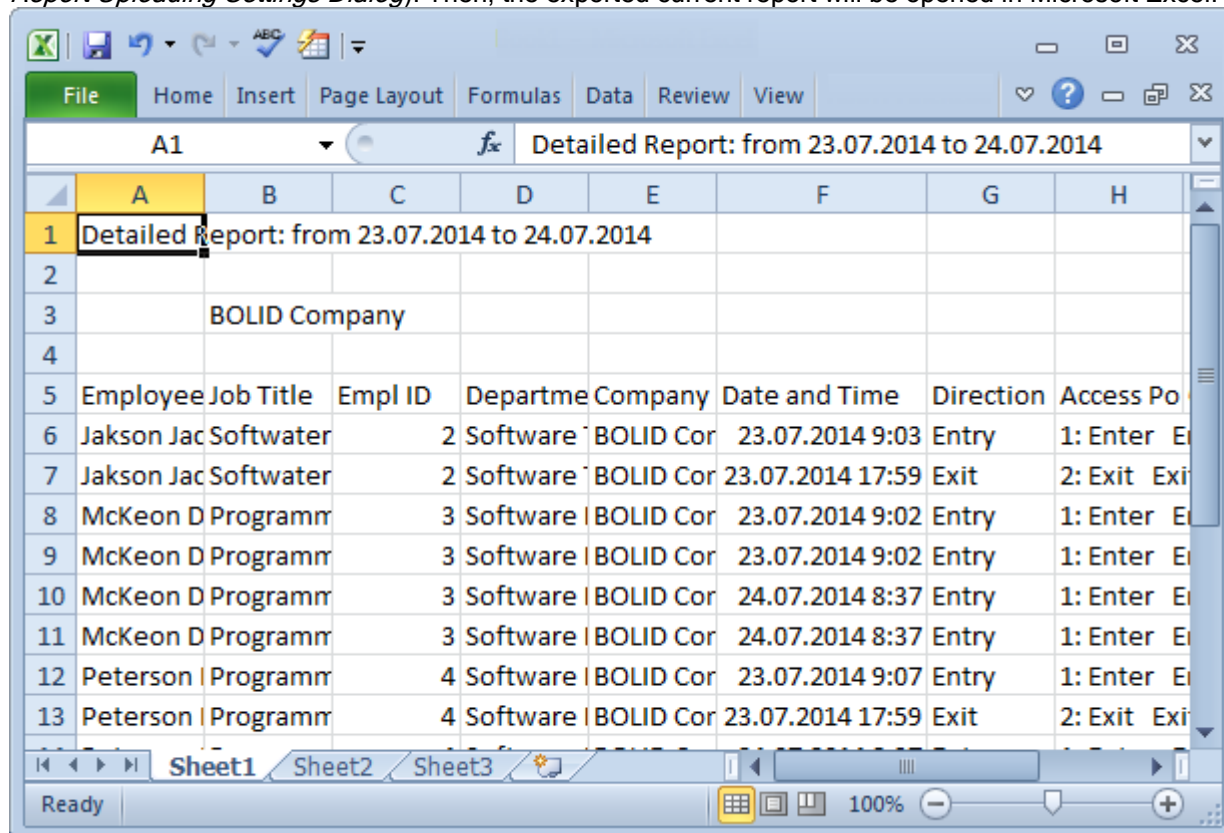 Report Uploading Settings Dialog). Then, the exported current report will be opened in Microsoft Excel.
ABC
File Home Insert Page Layout Formulas Data Review View
A1 fx Detailed Report: from 23.07.2014 to 24.07.2014
A B C D E F G H
1 Detailed Report: from 23.07.2014 to 24.07.2014
2
3 BOLID Company
4
5 Employee Job Title Empl ID Departme Company Date and Time Direction Access Po
6 Jakson Jac Softwater 2 Software BOLID Cor 23.07.2014 9:03 Entry 1: Enter
7 Jakson Jac Softwater 2 Software BOLID Cor 23.07.2014 17:59 Exit 2: Exit Exi
8 McKeon D Programm 3 Software BOLID Cor 23.07.2014 9:02 Entry 1: Enter
9 McKeon D Programm 3 Software BOLID Cor 23.07.2014 9:02 Entry 1: Enter
10 McKeon D Programm 3 Software BOLID Cor 24.07.2014 8:37 Entry 1: Enter
11 McKeon D Programm 3 Software BOLID Cor 24.07.2014 8:37 Entry 1: Enter
12 Peterson Programm 4 Software BOLID Cor 23.07.2014 9:07 Entry 1: Enter
13 Peterson Programm 4 Software BOLID Cor 23.07.2014 17:59 Exit 2: Exit Exi
Sheet1 Sheet2 Sheet3
Ready 100%